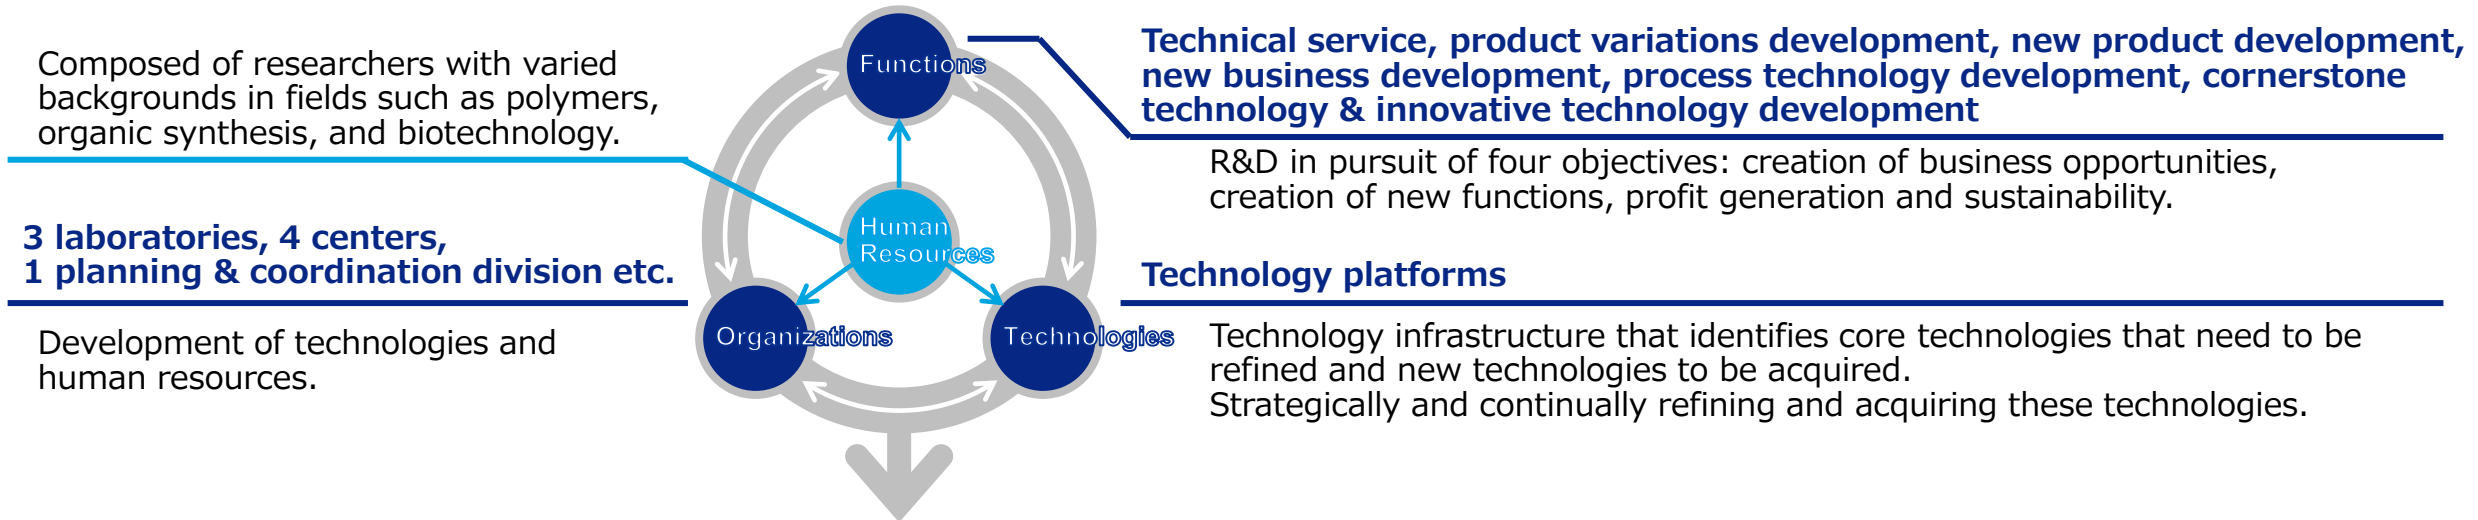 Composed of researchers with varied
backgrounds in fields such as polymers,
organic synthesis, and biotechnology.
3 laboratories, 4 centers,
1 planning & coordination division etc.
Development of technologies and
human resources.
Functions
Human
Resources
Organizations
Technologies
Technical service, product variations development, new product development,
new business development, process technology development, cornerstone
technology & innovative technology development
R&D in pursuit of four objectives: creation of business opportunities,
creation of new functions, profit generation and sustainability.
Technology platforms
Technology infrastructure that identifies core technologies that need to be
refined and new technologies to be acquired.
Strategically and continually refining and acquiring these technologies.